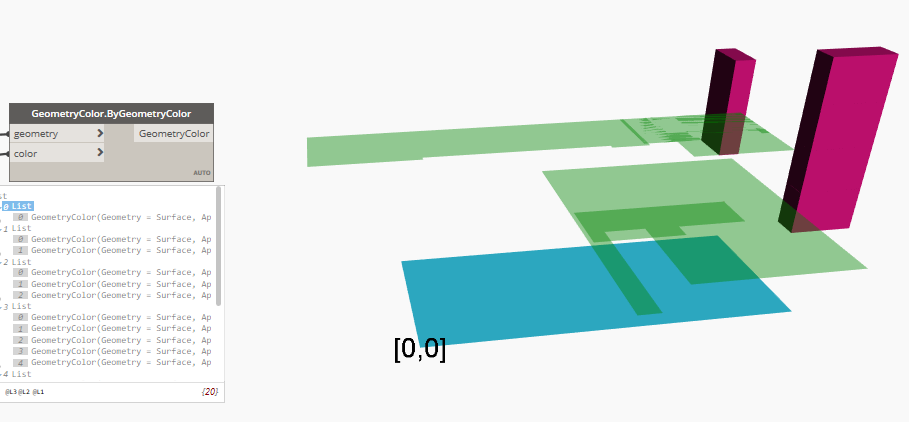 GeometryColor.ByGeometryColor
geometry > GeometryColor
color >
AUTO
st
0 List
0 GeometryColor(Geometry = Surface, Ap
1 List
0 GeometryColor(Geometry = Surface, Ap
1 GeometryColor(Geometry = Surface, Ap
2 List
0 GeometryColor(Geometry = Surface, Ap
1 GeometryColor(Geometry = Surface, Ap
2 GeometryColor(Geometry = Surface, Ap
3 List
0 GeometryColor(Geometry = Surface, Ap
1 GeometryColor(Geometry = Surface, Ap
2 GeometryColor(Geometry = Surface, Ap
3 GeometryColor(Geometry = Surface, Ap
4 GeometryColor(Geometry = Surface, Ap
4 List
@L3 @L2 @L1 {20}
[0,0]